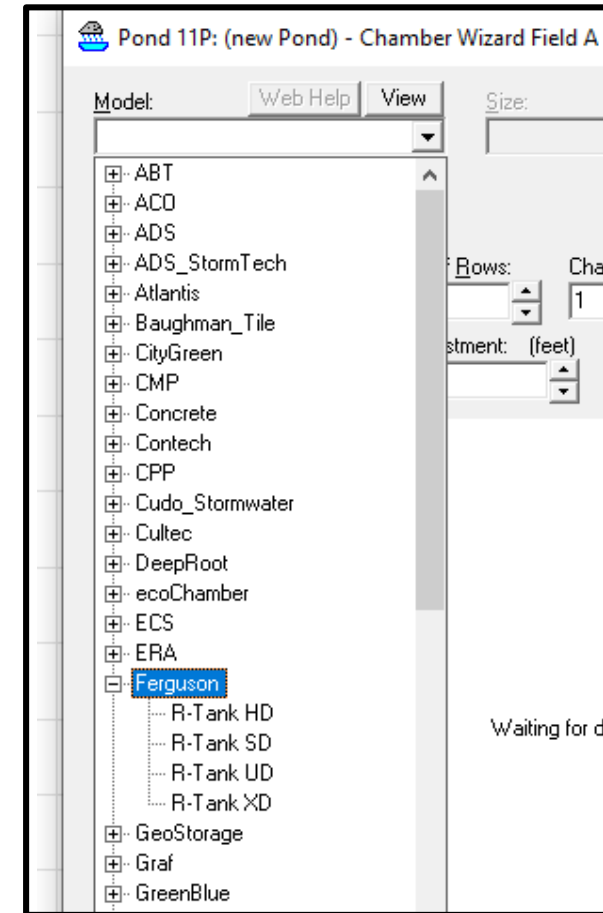 Pond 11P: (new Pond) - Chamber Wizard Field A
Model: Web Help View Size:
ABT
ACO
ADS
ADS_StormTech
Rows: Cha
Atlantis
1
Baughman_Tile
CityGreen
stment: (feet)
CMP
Concrete
Contech
CPP
Cudo_Stormwater
Cultec
DeepRoot
ecoChamber
ECS
ERA
Ferguson
R-Tank HD
R-Tank SD
Waiting for d
R-Tank UD
R-Tank XD
GeoStorage
Graf
GreenBlue